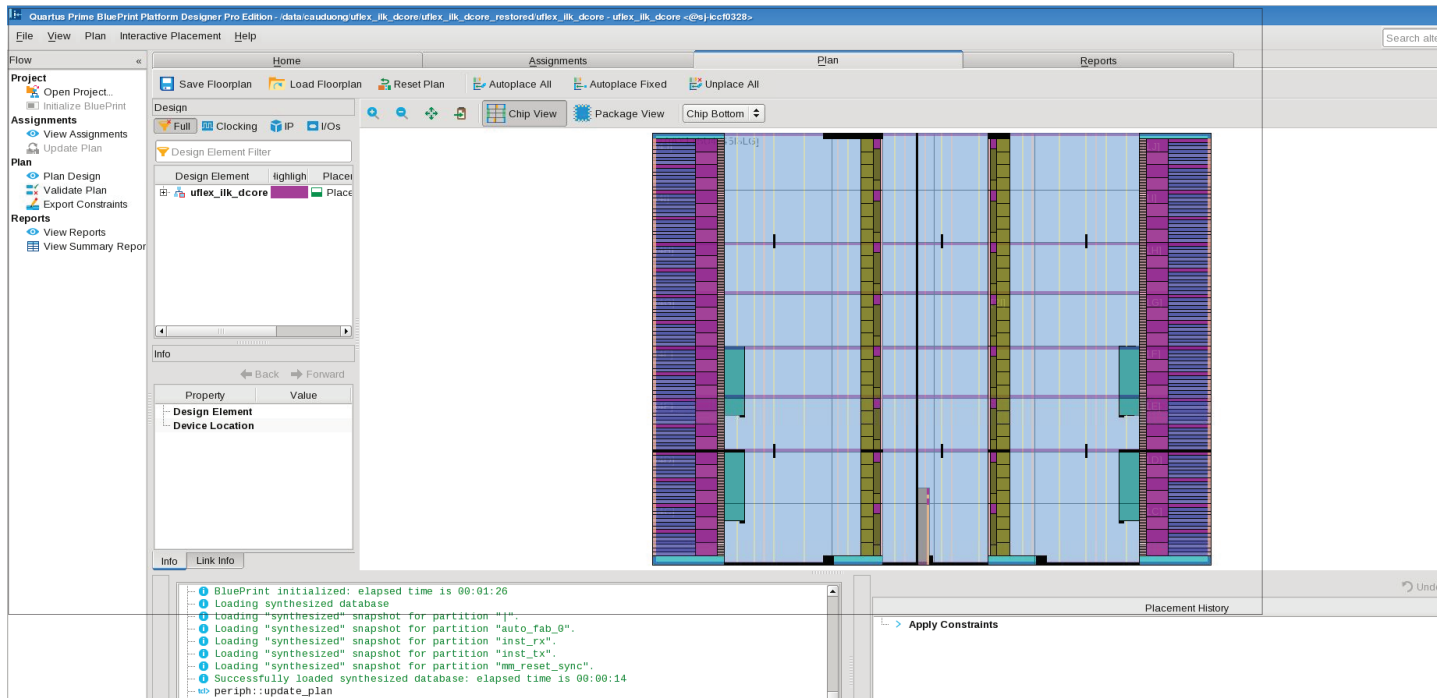 Quartus Prime BluePrint Platform Designer Pro Edition - /data/cauduong/uflex_ilk_dcore/uflex_ilk_dcore_restored/uflex_ilk_dcore - uflex_ilk_dcore <@sj-iccf0328>
File View Plan Interactive Placement Help
Search alte
Flow «
Home Assignments Plan Reports
Project
Open Project...
Initialize BluePrint
Assignments
View Assignments
Update Plan
Plan
Plan Design
Validate Plan
Export Constraints
Reports
View Reports
View Summary Repor
Save Floorplan Load Floorplan Reset Plan Autoplace All Autoplace Fixed Unplace All
Design
Full Clocking IP I/Os
Chip View Package View Chip Bottom
Design Element Filter
Design Element lighligh Placer
uflex_ilk_dcore Place
Info
Back Forward
Property Value
Design Element
Device Location
Info Link Info
BluePrint initialized: elapsed time is 00:01:26
Loading synthesized database
Loading "synthesized" snapshot for partition "|".
Loading "synthesized" snapshot for partition "auto_fab_0".
Loading "synthesized" snapshot for partition "inst_rx".
Loading "synthesized" snapshot for partition "inst_tx".
Loading "synthesized" snapshot for partition "mm_reset_sync".
Successfully loaded synthesized database: elapsed time is 00:00:14
tcl> periph::update_plan
Undo
Placement History
> Apply Constraints